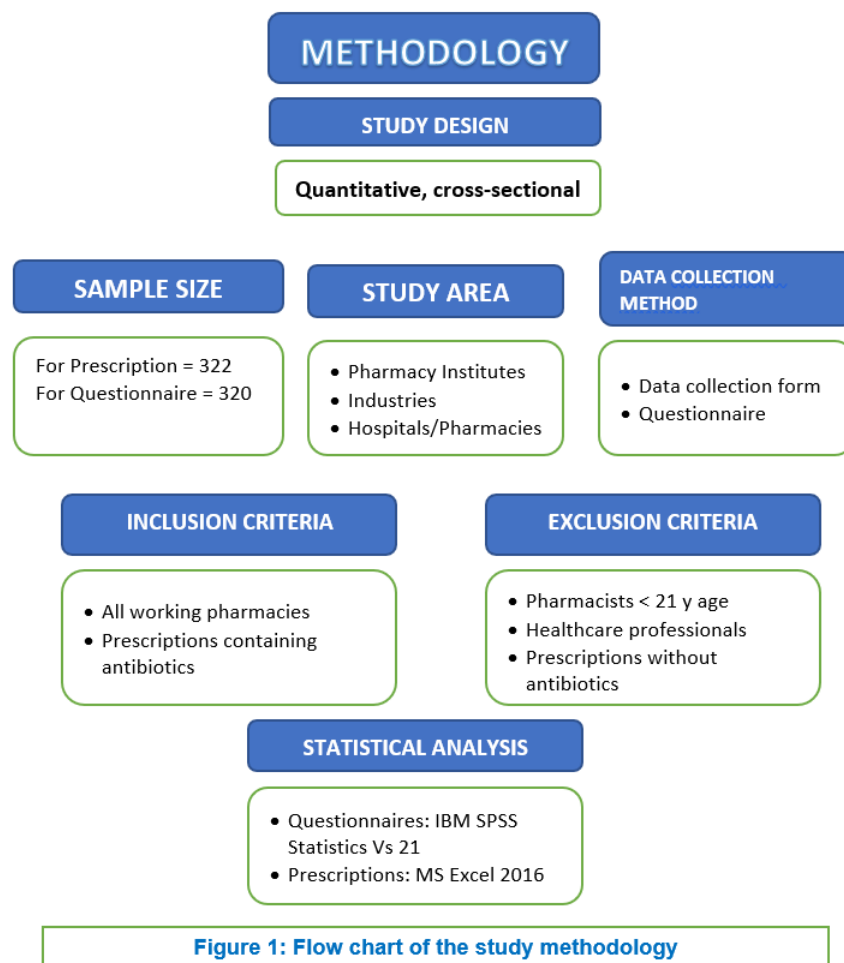 METHODOLOGY
STUDY DESIGN
Quantitative, cross-sectional
SAMPLE SIZE
For Prescription = 322
For Questionnaire = 320
STUDY AREA
• Pharmacy Institutes
• Industries
• Hospitals/Pharmacies
DATA COLLECTION
METHOD
• Data collection form
• Questionnaire
INCLUSION CRITERIA
• All working pharmacies
• Prescriptions containing
antibiotics
EXCLUSION CRITERIA
• Pharmacists < 21 y age
• Healthcare professionals
• Prescriptions without
antibiotics
STATISTICAL ANALYSIS
• Questionnaires: IBM SPSS
Statistics Vs 21
• Prescriptions: MS Excel 2016
Figure 1: Flow chart of the study methodology